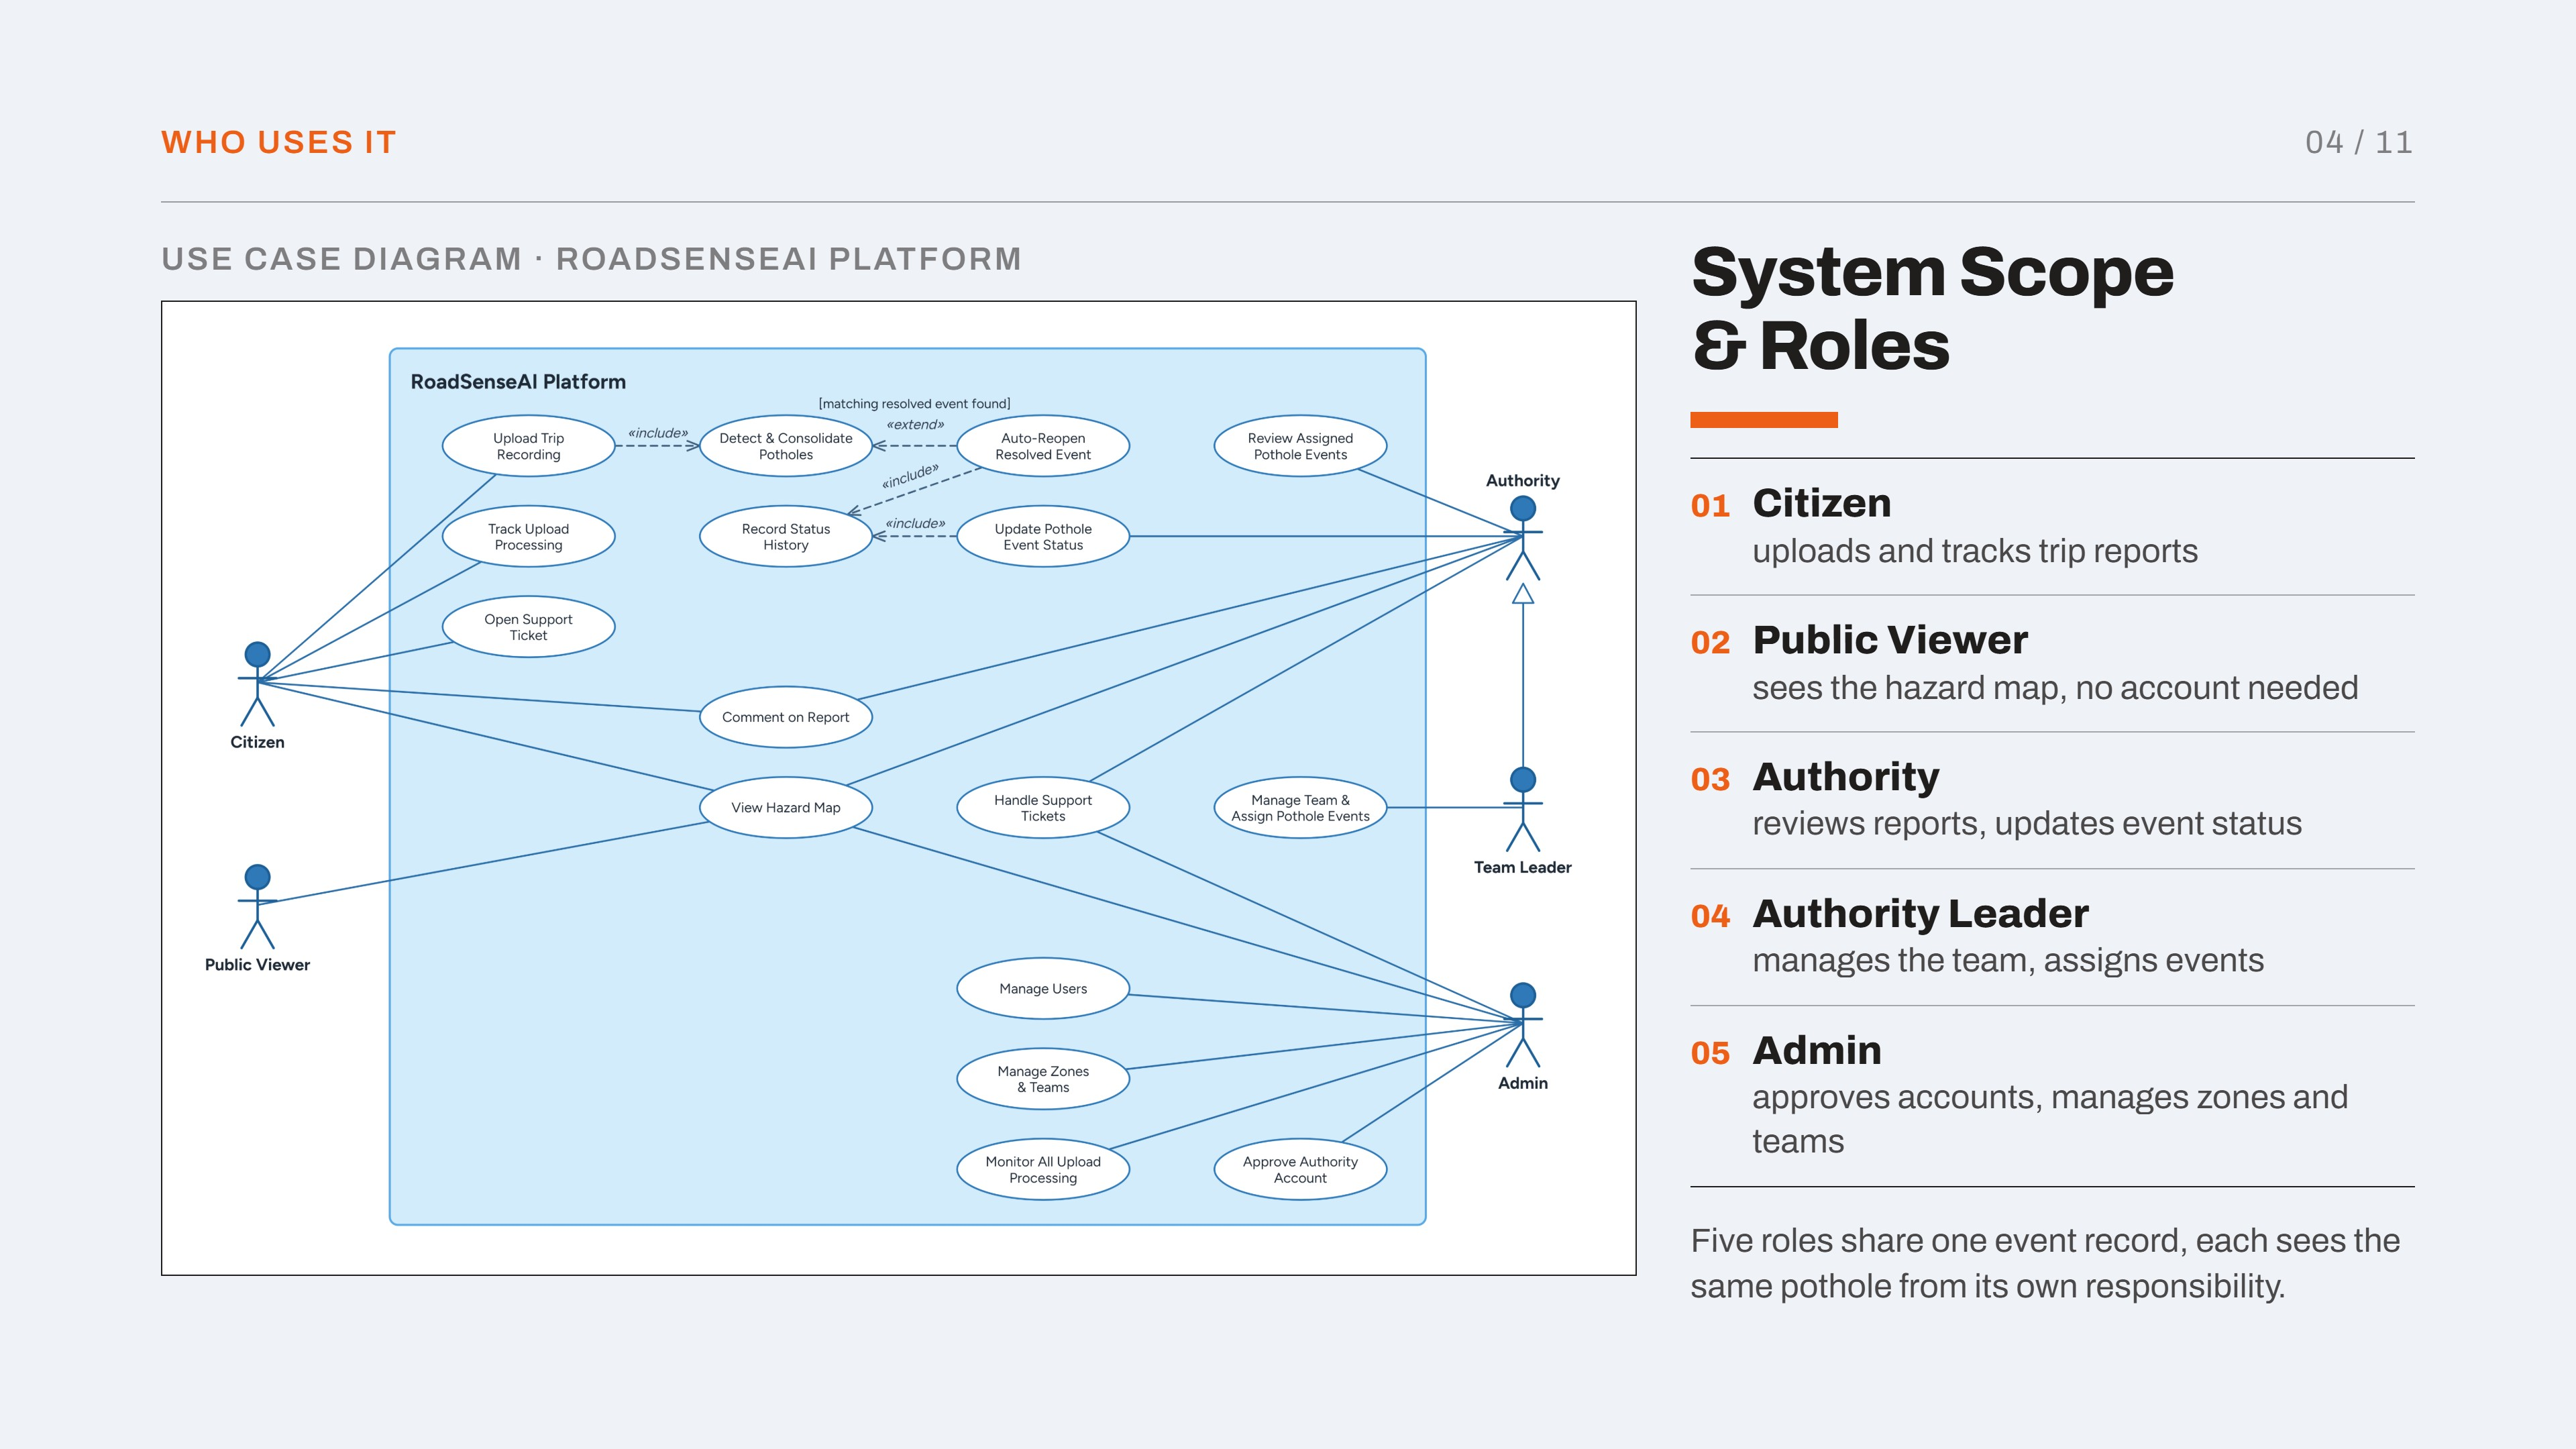 WHO USES IT
04 / 11
USE CASE DIAGRAM · ROADSENSEAI PLATFORM
RoadSenseAI Platform
[matching resolved event found]
Upload Trip
Recording
«include»
Detect & Consolidate
Potholes
«extend»
Auto-Reopen
Resolved Event
Review Assigned
Pothole Events
«include»
Authority
Track Upload
Processing
Record Status
History
«include»
Update Pothole
Event Status
Open Support
Ticket
Citizen
Comment on Report
View Hazard Map
Handle Support
Tickets
Manage Team &
Assign Pothole Events
Team Leader
Public Viewer
Manage Users
Manage Zones
& Teams
Admin
Monitor All Upload
Processing
Approve Authority
Account
System Scope
& Roles
01 Citizen
uploads and tracks trip reports
02 Public Viewer
sees the hazard map, no account needed
03 Authority
reviews reports, updates event status
04 Authority Leader
manages the team, assigns events
05 Admin
approves accounts, manages zones and
teams
Five roles share one event record, each sees the
same pothole from its own responsibility.